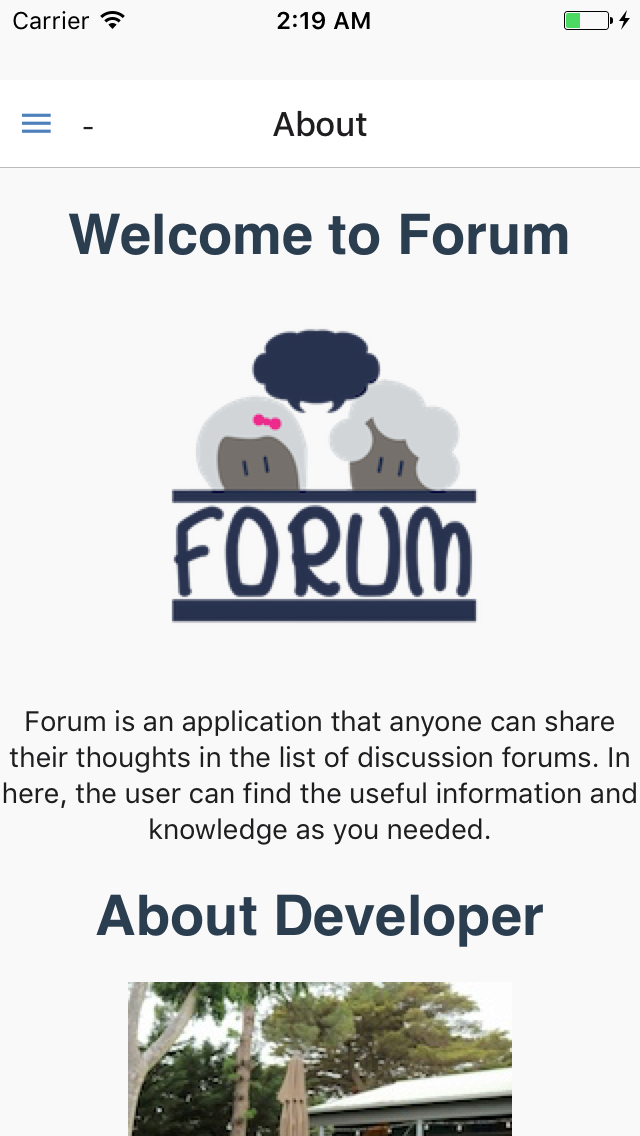 Carrier 2:19 AM
- About
Welcome to Forum
FORUM
Forum is an application that anyone can share
their thoughts in the list of discussion forums. In
here, the user can find the useful information and
knowledge as you needed.
About Developer